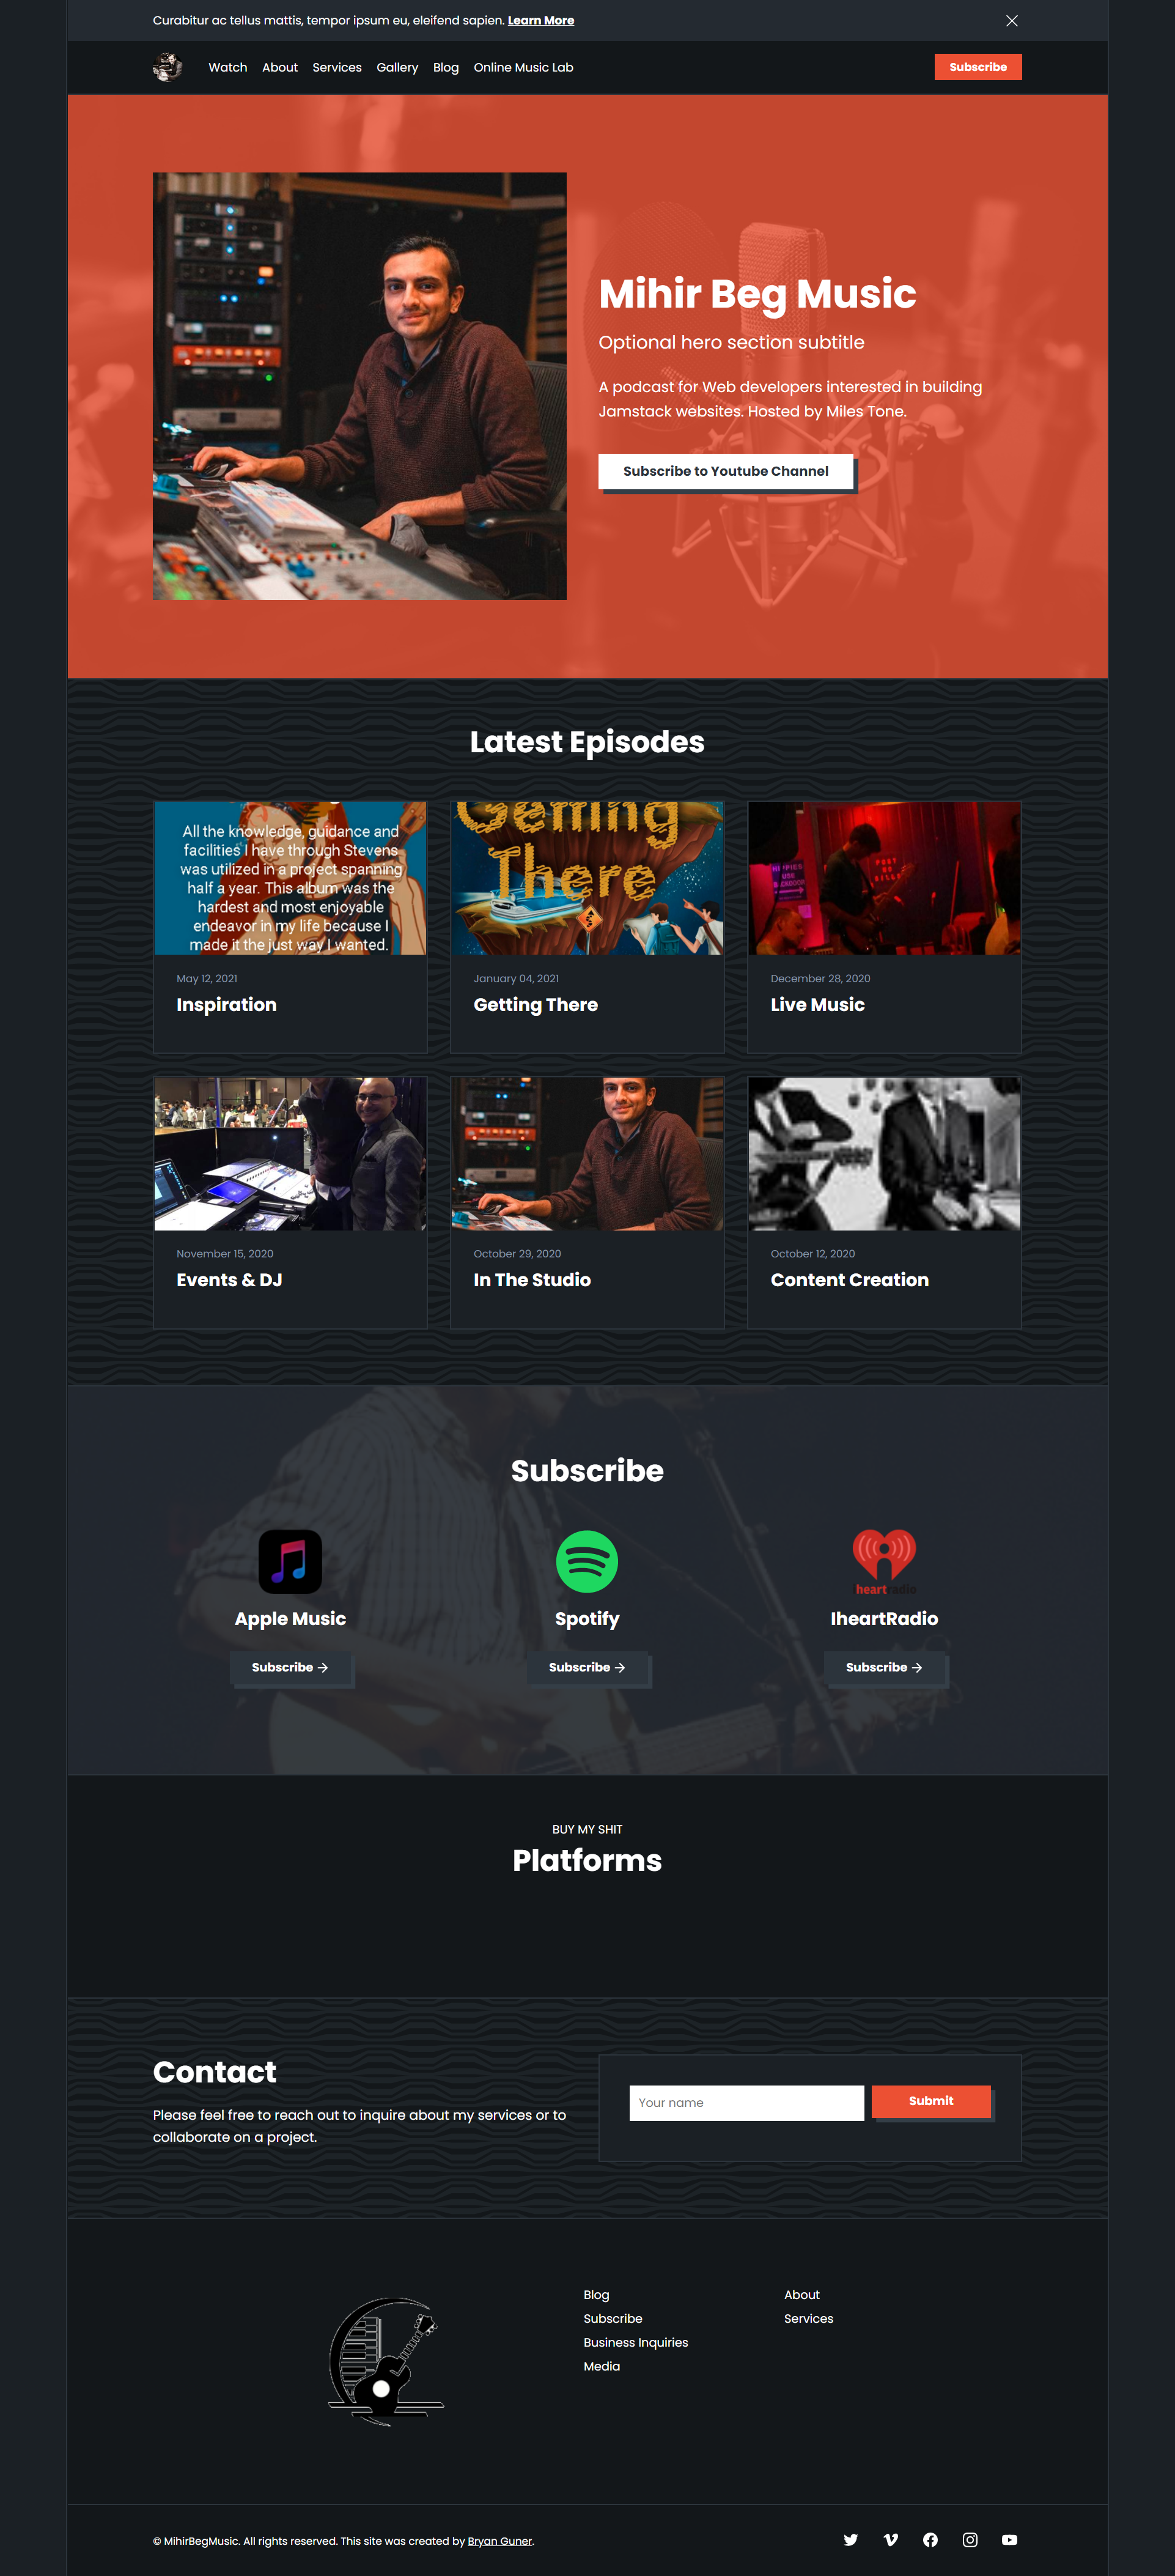 Curabitur ac tellus mattis, tempor ipsum eu, eleifend sapien. Learn More
Watch About Services Gallery Blog Online Music Lab Subscribe
Mihir Beg Music
Optional hero section subtitle
A podcast for Web developers interested in building
Jamstack websites. Hosted by Miles Tone.
Subscribe to Youtube Channel
Latest Episodes
All the knowledge, guidance and
facilities I have through Stevens
was utilized in a project spanning
half a year. This album was the
hardest and most enjoyable
endeavor in my life because I
made it the just way I wanted.
May 12, 2021
Inspiration
Getting
There
January 04, 2021
Getting There
HIPPIES
USE
BACKDOOR
December 28, 2020
Live Music
November 15, 2020
Events & DJ
October 29, 2020
In The Studio
October 12, 2020
Content Creation
Subscribe
Apple Music
Subscribe
Spotify
Subscribe
iheartradio
IheartRadio
Subscribe
BUY MY SHIT
Platforms
Contact
Please feel free to reach out to inquire about my services or to
collaborate on a project.
Your name
Submit
Blog
Subscribe
Business Inquiries
Media
About
Services
© MihirBegMusic. All rights reserved. This site was created by Bryan Guner.